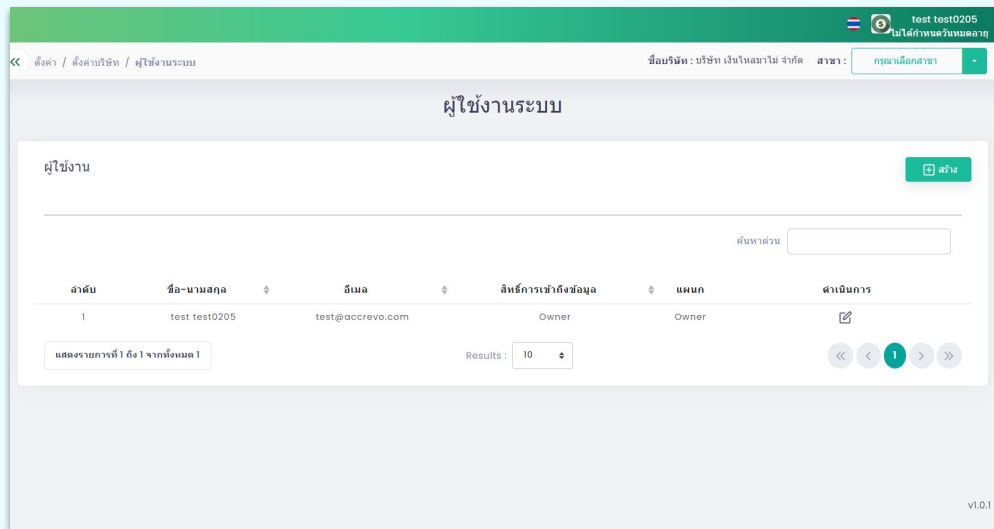 test test0205
ไม่ได้กำหนดวันหมดอายุ
ตั้งค่า / ตั้งค่าบริษัท / ผู้ใช้งานระบบ
ชื่อบริษัท : บริษัท เงินไหลมาไม่ จำกัด สาขา : กรุณาเลือกสาขา
ผู้ใช้งานระบบ
ผู้ใช้งาน
สร้าง
ค้นหาด่วน
ลำดับ ชื่อ-นามสกุล อีเมล สิทธิ์การเข้าถึงข้อมูล แผนก ดำเนินการ
1 test test0205 test@accrevo.com Owner Owner
แสดงรายการที่ 1 ถึง 1 จากทั้งหมด 1 Results : 10 « < 1 > »
v1.0.1